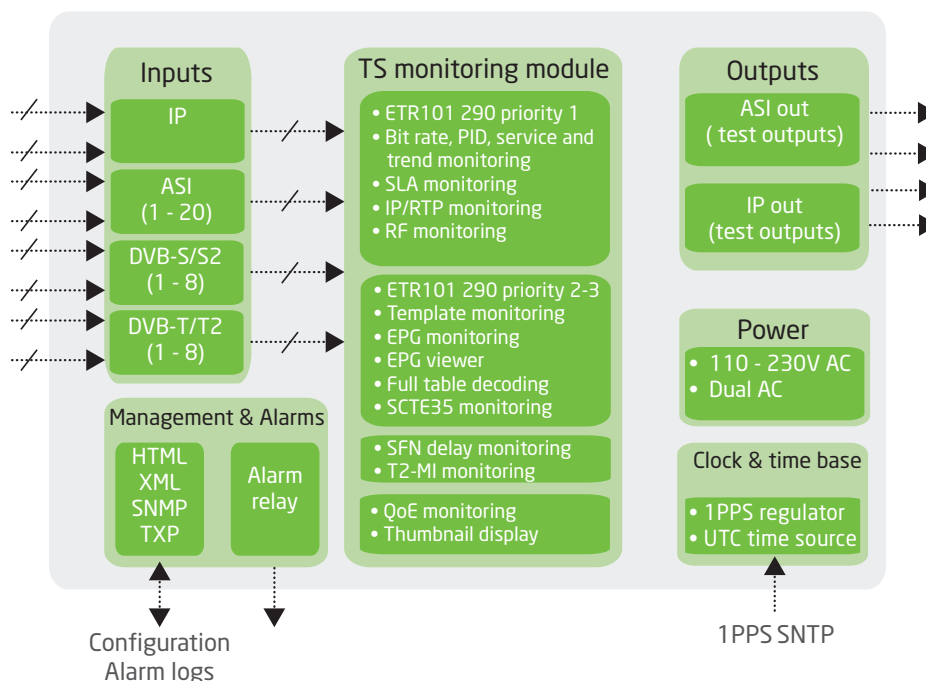 Inputs
IP
ASI
(1 - 20)
DVB-S/S2
(1 - 8)
DVB-T/T2
(1 - 8)
Management & Alarms
HTML
XML
SNMP
TXP
Alarm
relay
Configuration
Alarm logs
TS monitoring module
• ETR101 290 priority 1
• Bit rate, PID, service and
trend monitoring
• SLA monitoring
• IP/RTP monitoring
• RF monitoring
• ETR101 290 priority 2-3
• Template monitoring
• EPG monitoring
• EPG viewer
• Full table decoding
• SCTE35 monitoring
• SFN delay monitoring
• T2-MI monitoring
• QoE monitoring
• Thumbnail display
Outputs
ASI out
( test outputs)
IP out
(test outputs)
Power
• 110 - 230V AC
• Dual AC
Clock & time base
• 1PPS regulator
• UTC time source
1PPS SNTP